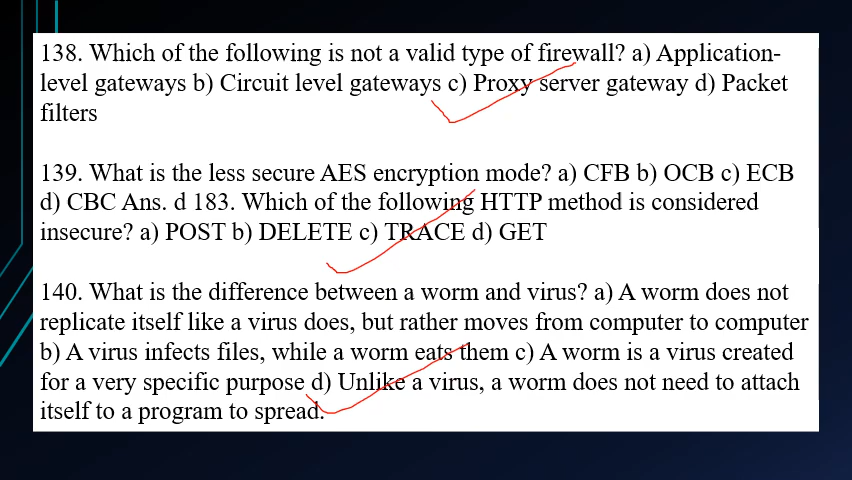 138. Which of the following is not a valid type of firewall? a) Application-
level gateways b) Circuit level gateways c) Proxy server gateway d) Packet
filters
139. What is the less secure AES encryption mode? a) CFB b) OCB c) ECB
d) CBC Ans. d 183. Which of the following HTTP method is considered
insecure? a) POST b) DELETE c) TRACE d) GET
140. What is the difference between a worm and virus? a) A worm does not
replicate itself like a virus does, but rather moves from computer to computer
b) A virus infects files, while a worm eats them c) A worm is a virus created
for a very specific purpose d) Unlike a virus, a worm does not need to attach
itself to a program to spread.